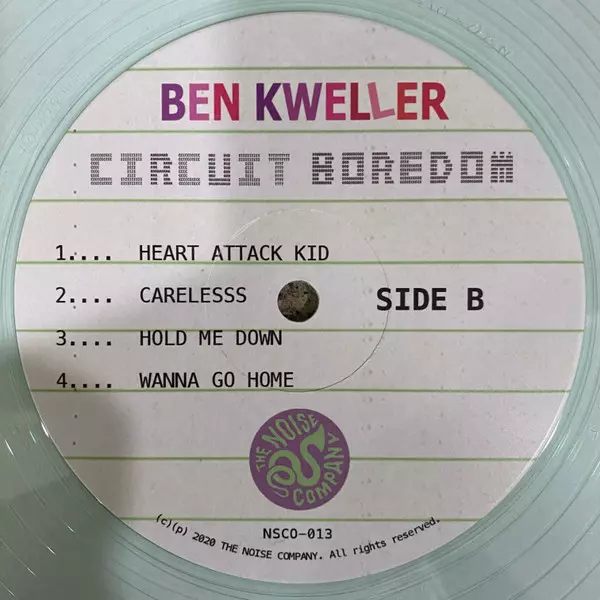 BEN KWELLER
CIRCUIT BOREDOM
1.... HEART ATTACK KID
2.... CARELESSS
SIDE B
3.... HOLD ME DOWN
4.... WANNA GO HOME
THE NOISE COMPANY
NSCO-013
(c)(p) 2020 THE NOISE COMPANY. All rights reserved.